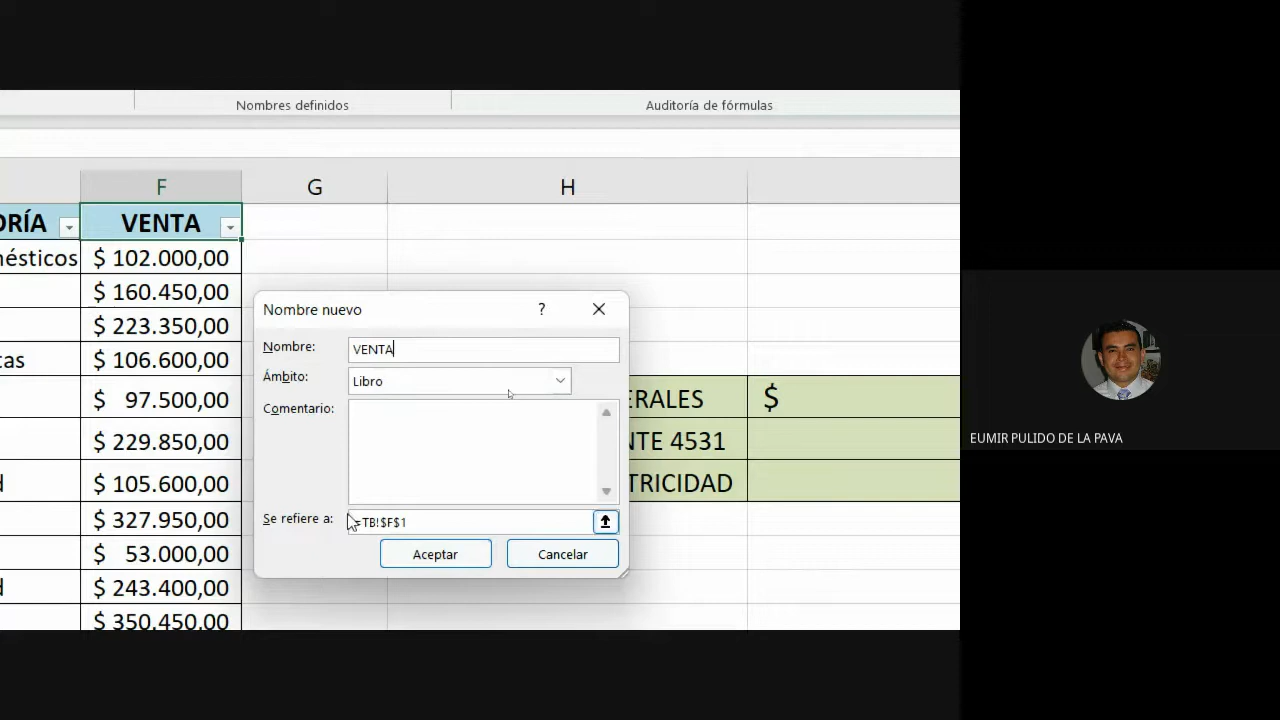 Nombres definidos
Auditoría de fórmulas
F
G
H
ORÍA
VENTA
nésticos
$ 102.000,00
$ 160.450,00
$ 223.350,00
cas
$ 106.600,00
$ 97.500,00
$ 229.850,00
d
$ 105.600,00
$ 327.950,00
$ 53.000,00
d
$ 243.400,00
$ 350.450,00
Nombre nuevo
?
Nombre:
VENTA
Ámbito:
Libro
Comentario:
Se refiere a:
=TB!$F$1
Aceptar
Cancelar
ERALES
$
NTE 4531
TRICIDAD
EUMIR PULIDO DE LA PAVA